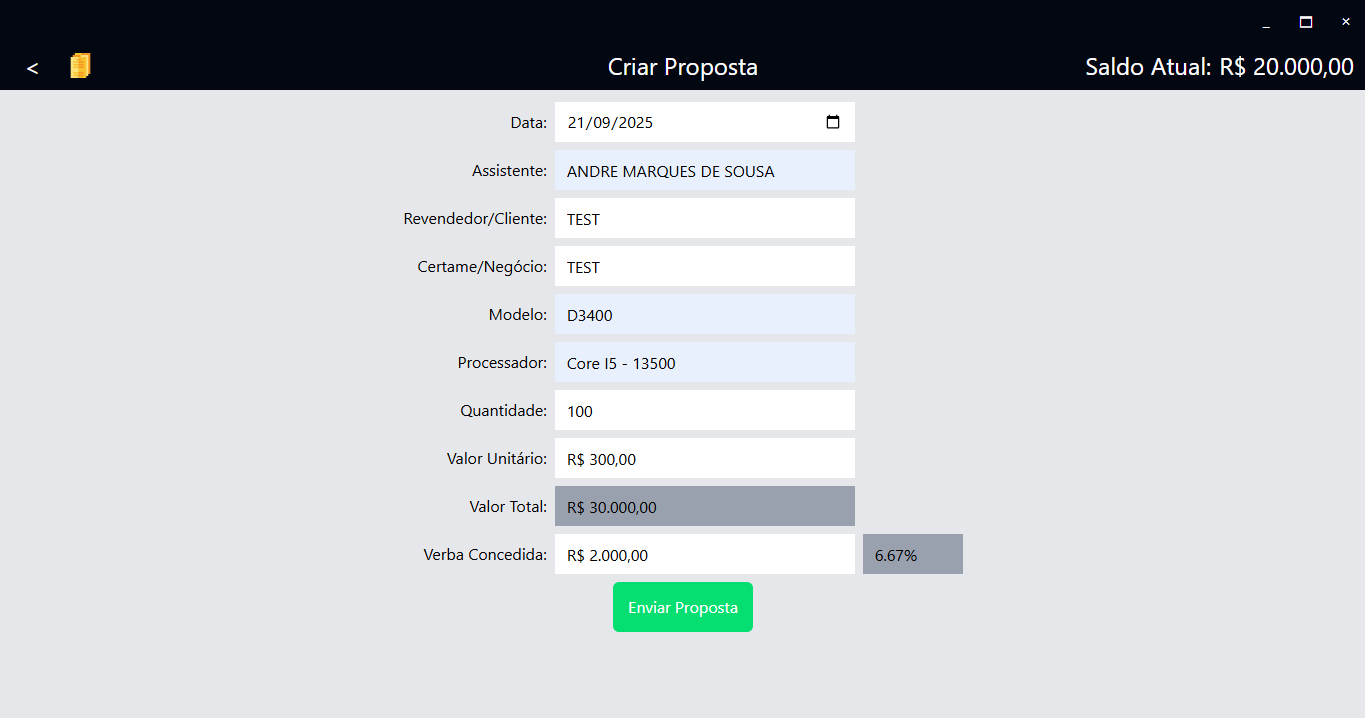 Criar Proposta
Saldo Atual: R$ 20.000,00
Data: 21/09/2025
Assistente: ANDRE MARQUES DE SOUSA
Revendedor/Cliente: TEST
Certame/Negócio: TEST
Modelo: D3400
Processador: Core I5 - 13500
Quantidade: 100
Valor Unitário: R$ 300,00
Valor Total: R$ 30.000,00
Verba Concedida: R$ 2.000,00 6.67%
Enviar Proposta